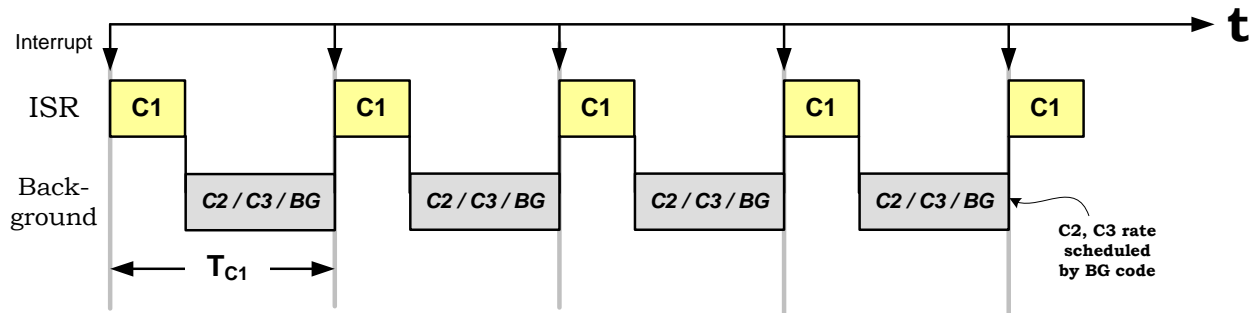 t
Interrupt
ISR
C1
C1
C1
C1
C1
Back-
ground
C2 / C3 / BG
C2 / C3 / BG
C2 / C3 / BG
C2 / C3 / BG
C2, C3 rate
scheduled
by BG code
TC1